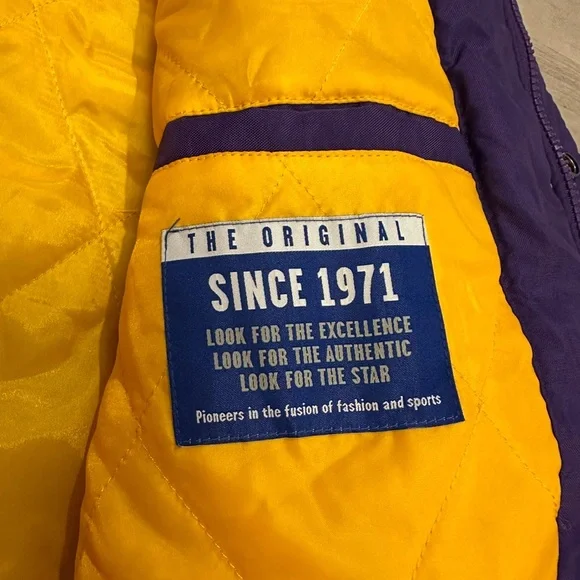 THE ORIGINAL
SINCE 1971
LOOK FOR THE EXCELLENCE
LOOK FOR THE AUTHENTIC
LOOK FOR THE STAR
Pioneers in the fusion of fashion and sports